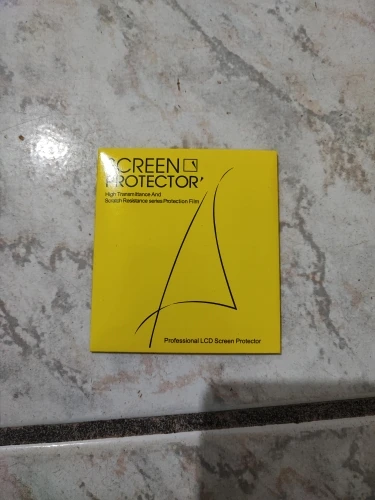 SCREEN
PROTECTOR'
High Transmittance And
Scratch Resistance series Protection Film
Professional LCD Screen Protector